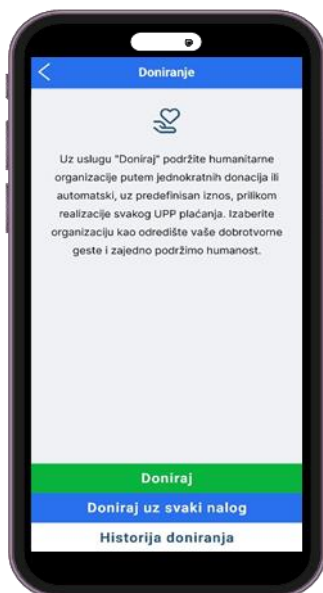 Doniranje
Uz uslugu "Doniraj" podržite humanitarne
organizacije putem jednokratnih donacija ili
automatski, uz predefinisan iznos, prilikom
realizacije svakog UPP plaćanja. Izaberite
organizaciju kao odredište vaše dobrotvorne
geste i zajedno podržimo humanost.
Doniraj
Doniraj uz svaki nalog
Historija doniranja